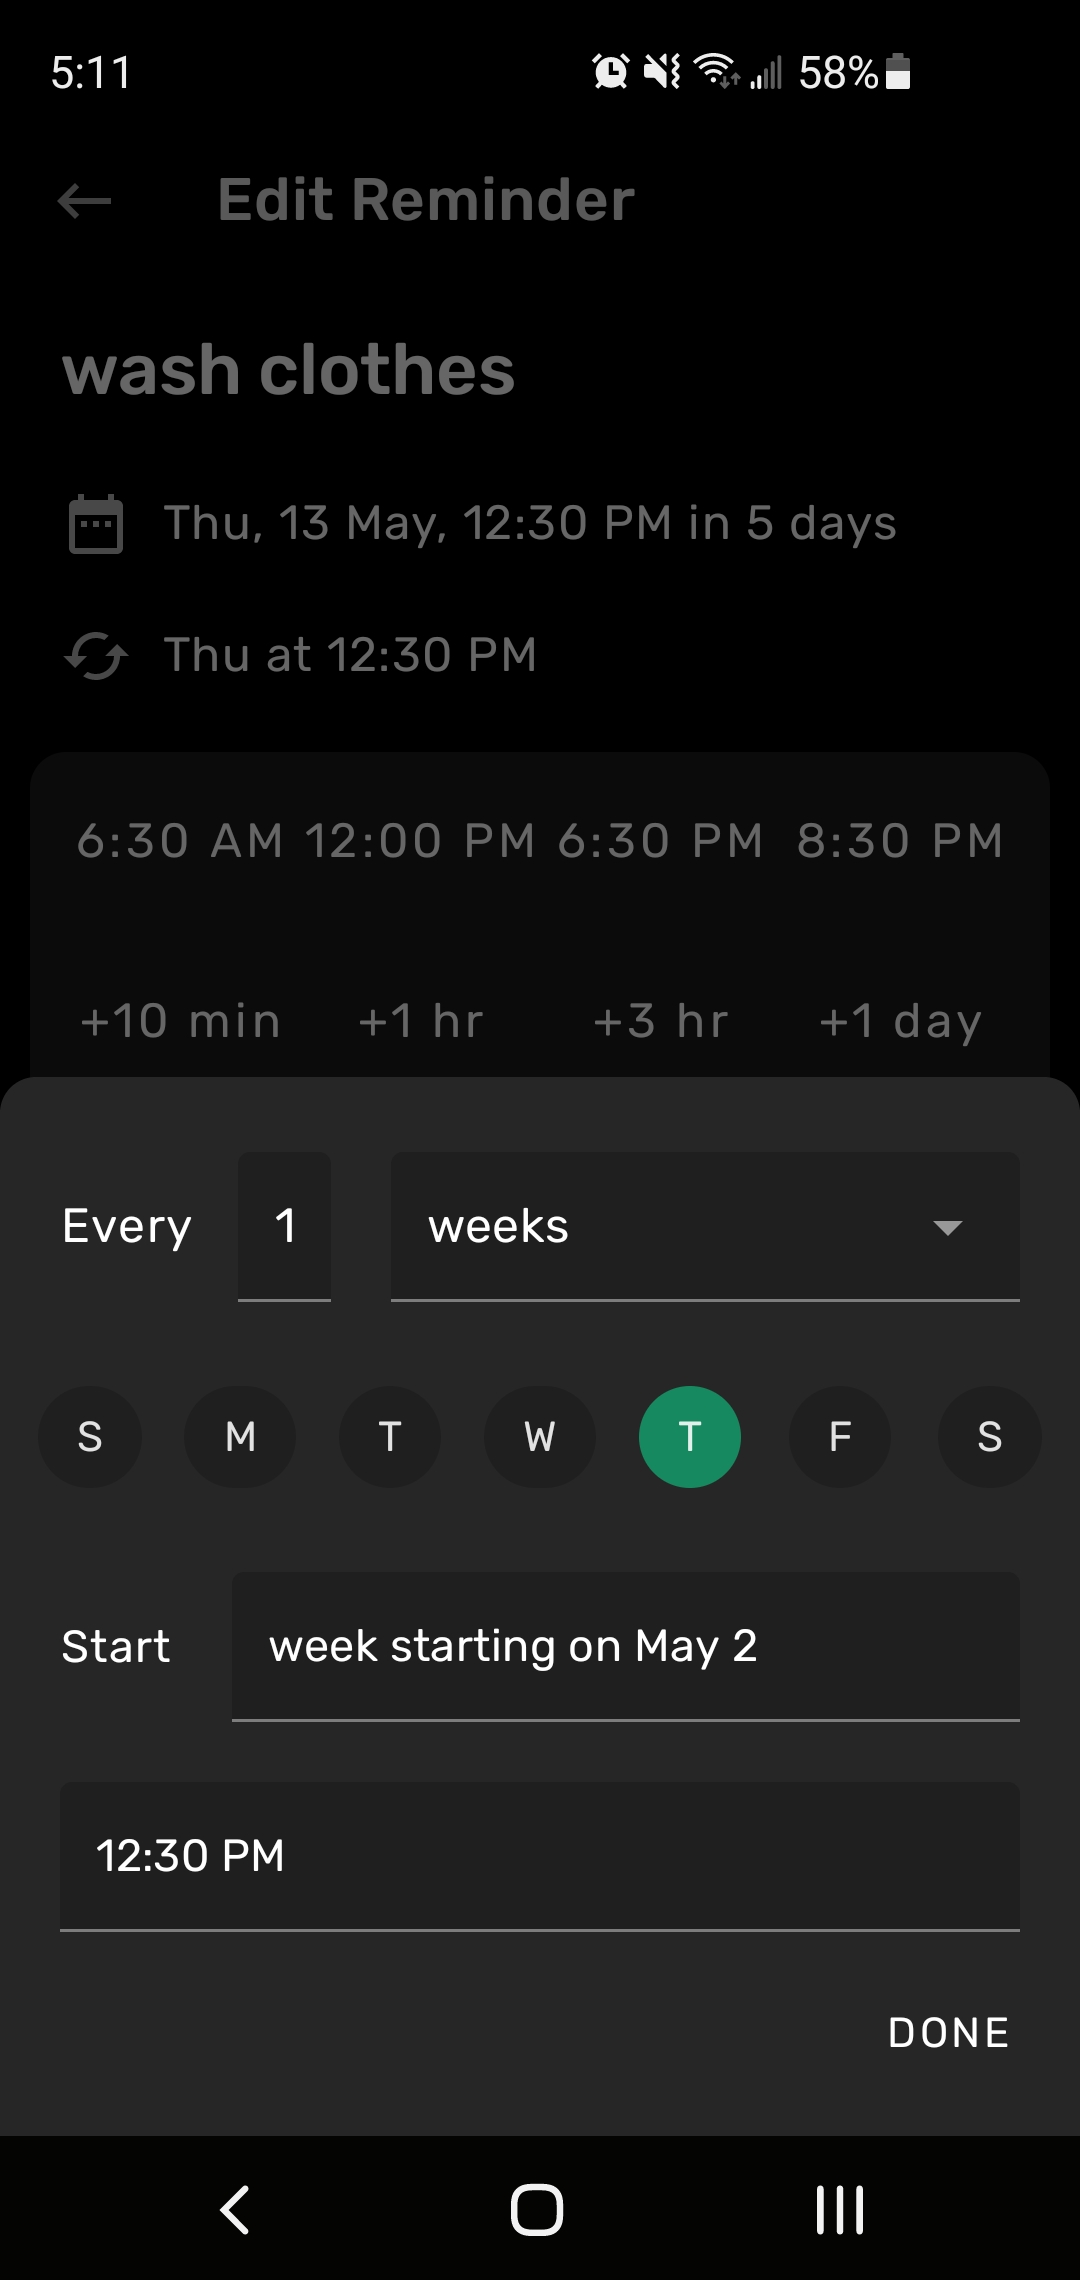 5:11 58%
Edit Reminder
wash clothes
Thu, 13 May, 12:30 PM in 5 days
Thu at 12:30 PM
6:30 AM 12:00 PM 6:30 PM 8:30 PM
+10 min +1 hr +3 hr +1 day
Every 1 weeks
S M T W T F S
Start week starting on May 2
12:30 PM
DONE